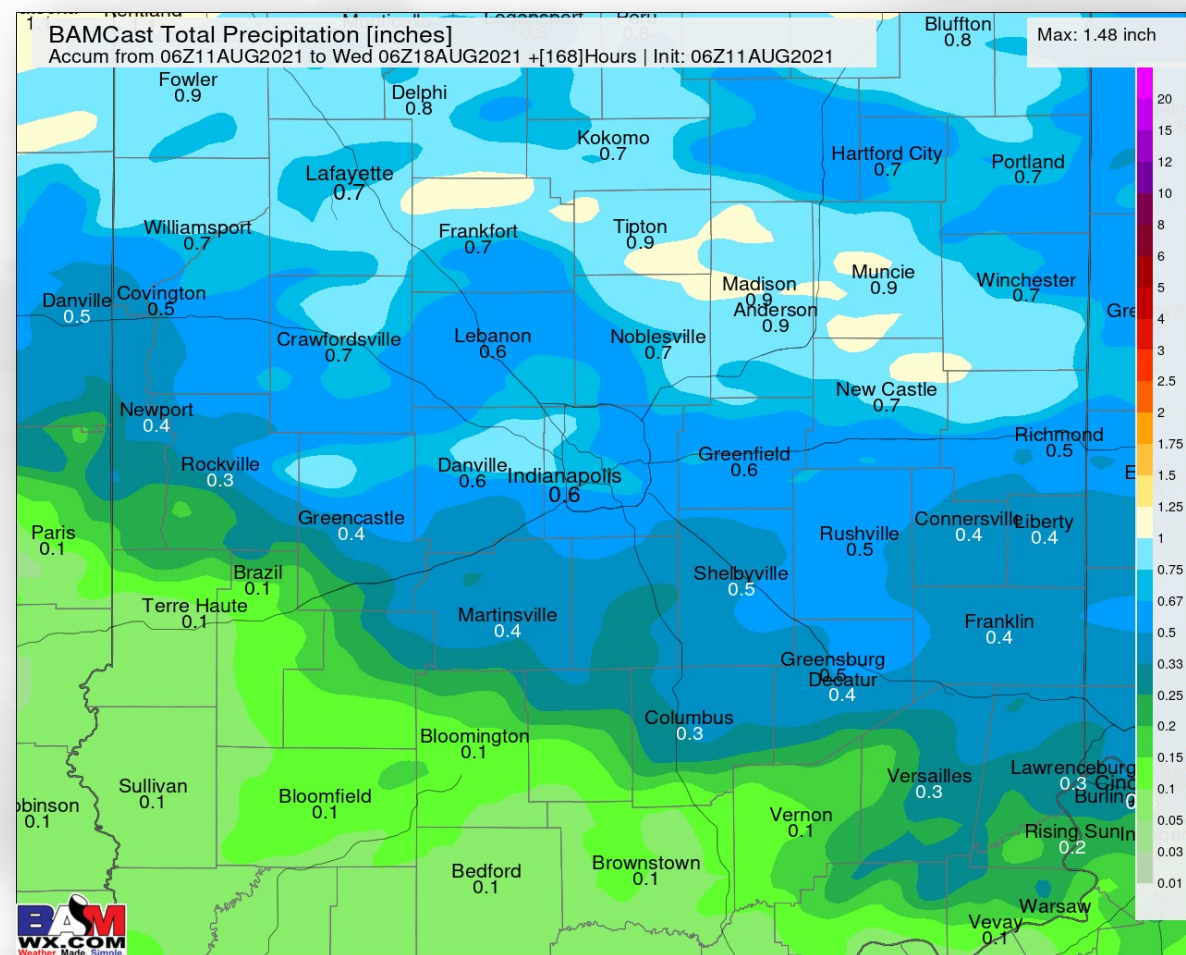 BAMCast Total Precipitation [inches]
Accum from 06Z11AUG2021 to Wed 06Z18AUG2021 +[168]Hours | Init: 06Z11AUG2021
Max: 1.48 inch
Bluffton
0.8
Fowler
0.9
Delphi
0.8
Kokomo
0.7
Hartford City
0.7
Portland
0.7
Lafayette
0.7
Williamsport
0.7
Frankfort
0.7
Tipton
0.9
Madison
0.9
Anderson
0.9
Muncie
0.9
Winchester
0.7
Danville
0.5
Covington
0.5
Gre
Crawfordsville
0.7
Lebanon
0.6
Noblesville
0.7
New Castle
0.7
Newport
0.4
Richmond
0.5
Rockville
0.3
Danville
0.6
Indianapolis
0.6
Greenfield
0.6
E
Greencastle
0.4
Paris
0.1
Rushville
0.5
Connersville
0.4
Liberty
0.4
Brazil
0.1
Shelbyville
0.5
Terre Haute
0.1
Martinsville
0.4
Franklin
0.4
Greensburg
0.5
Decatur
0.4
Columbus
0.3
Bloomington
0.1
Sullivan
0.1
Bloomfield
0.1
Versailles
0.3
Lawrenceburg
0.3
Cinc
Burling
obinson
0.1
Vernon
0.1
Rising Sun
0.2
Bedford
0.1
Brownstown
0.1
Warsaw
Vevay
0.1
20
15
12
10
8
6
5
4
3
2.5
2
1.75
1.5
1.25
1
0.75
0.67
0.5
0.33
0.25
0.2
0.15
0.1
0.05
0.03
0.01
BAM
WX.COM
Weather. Made. Simple.